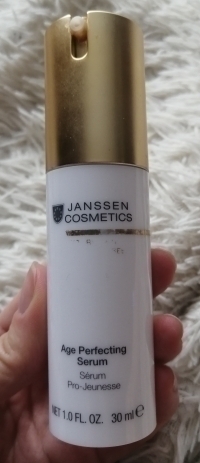 JANSSEN
COSMETICS
Age Perfecting
Serum
Sérum
Pro-Jeunesse
NET 1.0 FL. OZ. 30 ml e